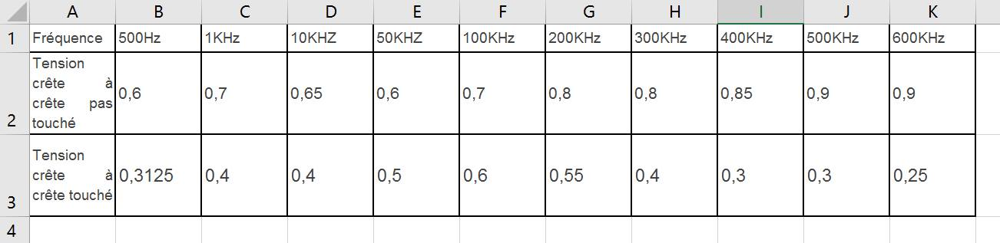 A B C D E F G H I J K
1 Fréquence 500Hz 1KHz 10KHZ 50KHZ 100KHz 200KHz 300KHz 400KHz 500KHz 600KHz
Tension
crête à
crête pas
touché
2 0,6 0,7 0,65 0,6 0,7 0,8 0,8 0,85 0,9 0,9
Tension
crête à
crête touché
3 0,3125 0,4 0,4 0,5 0,6 0,55 0,4 0,3 0,3 0,25
4